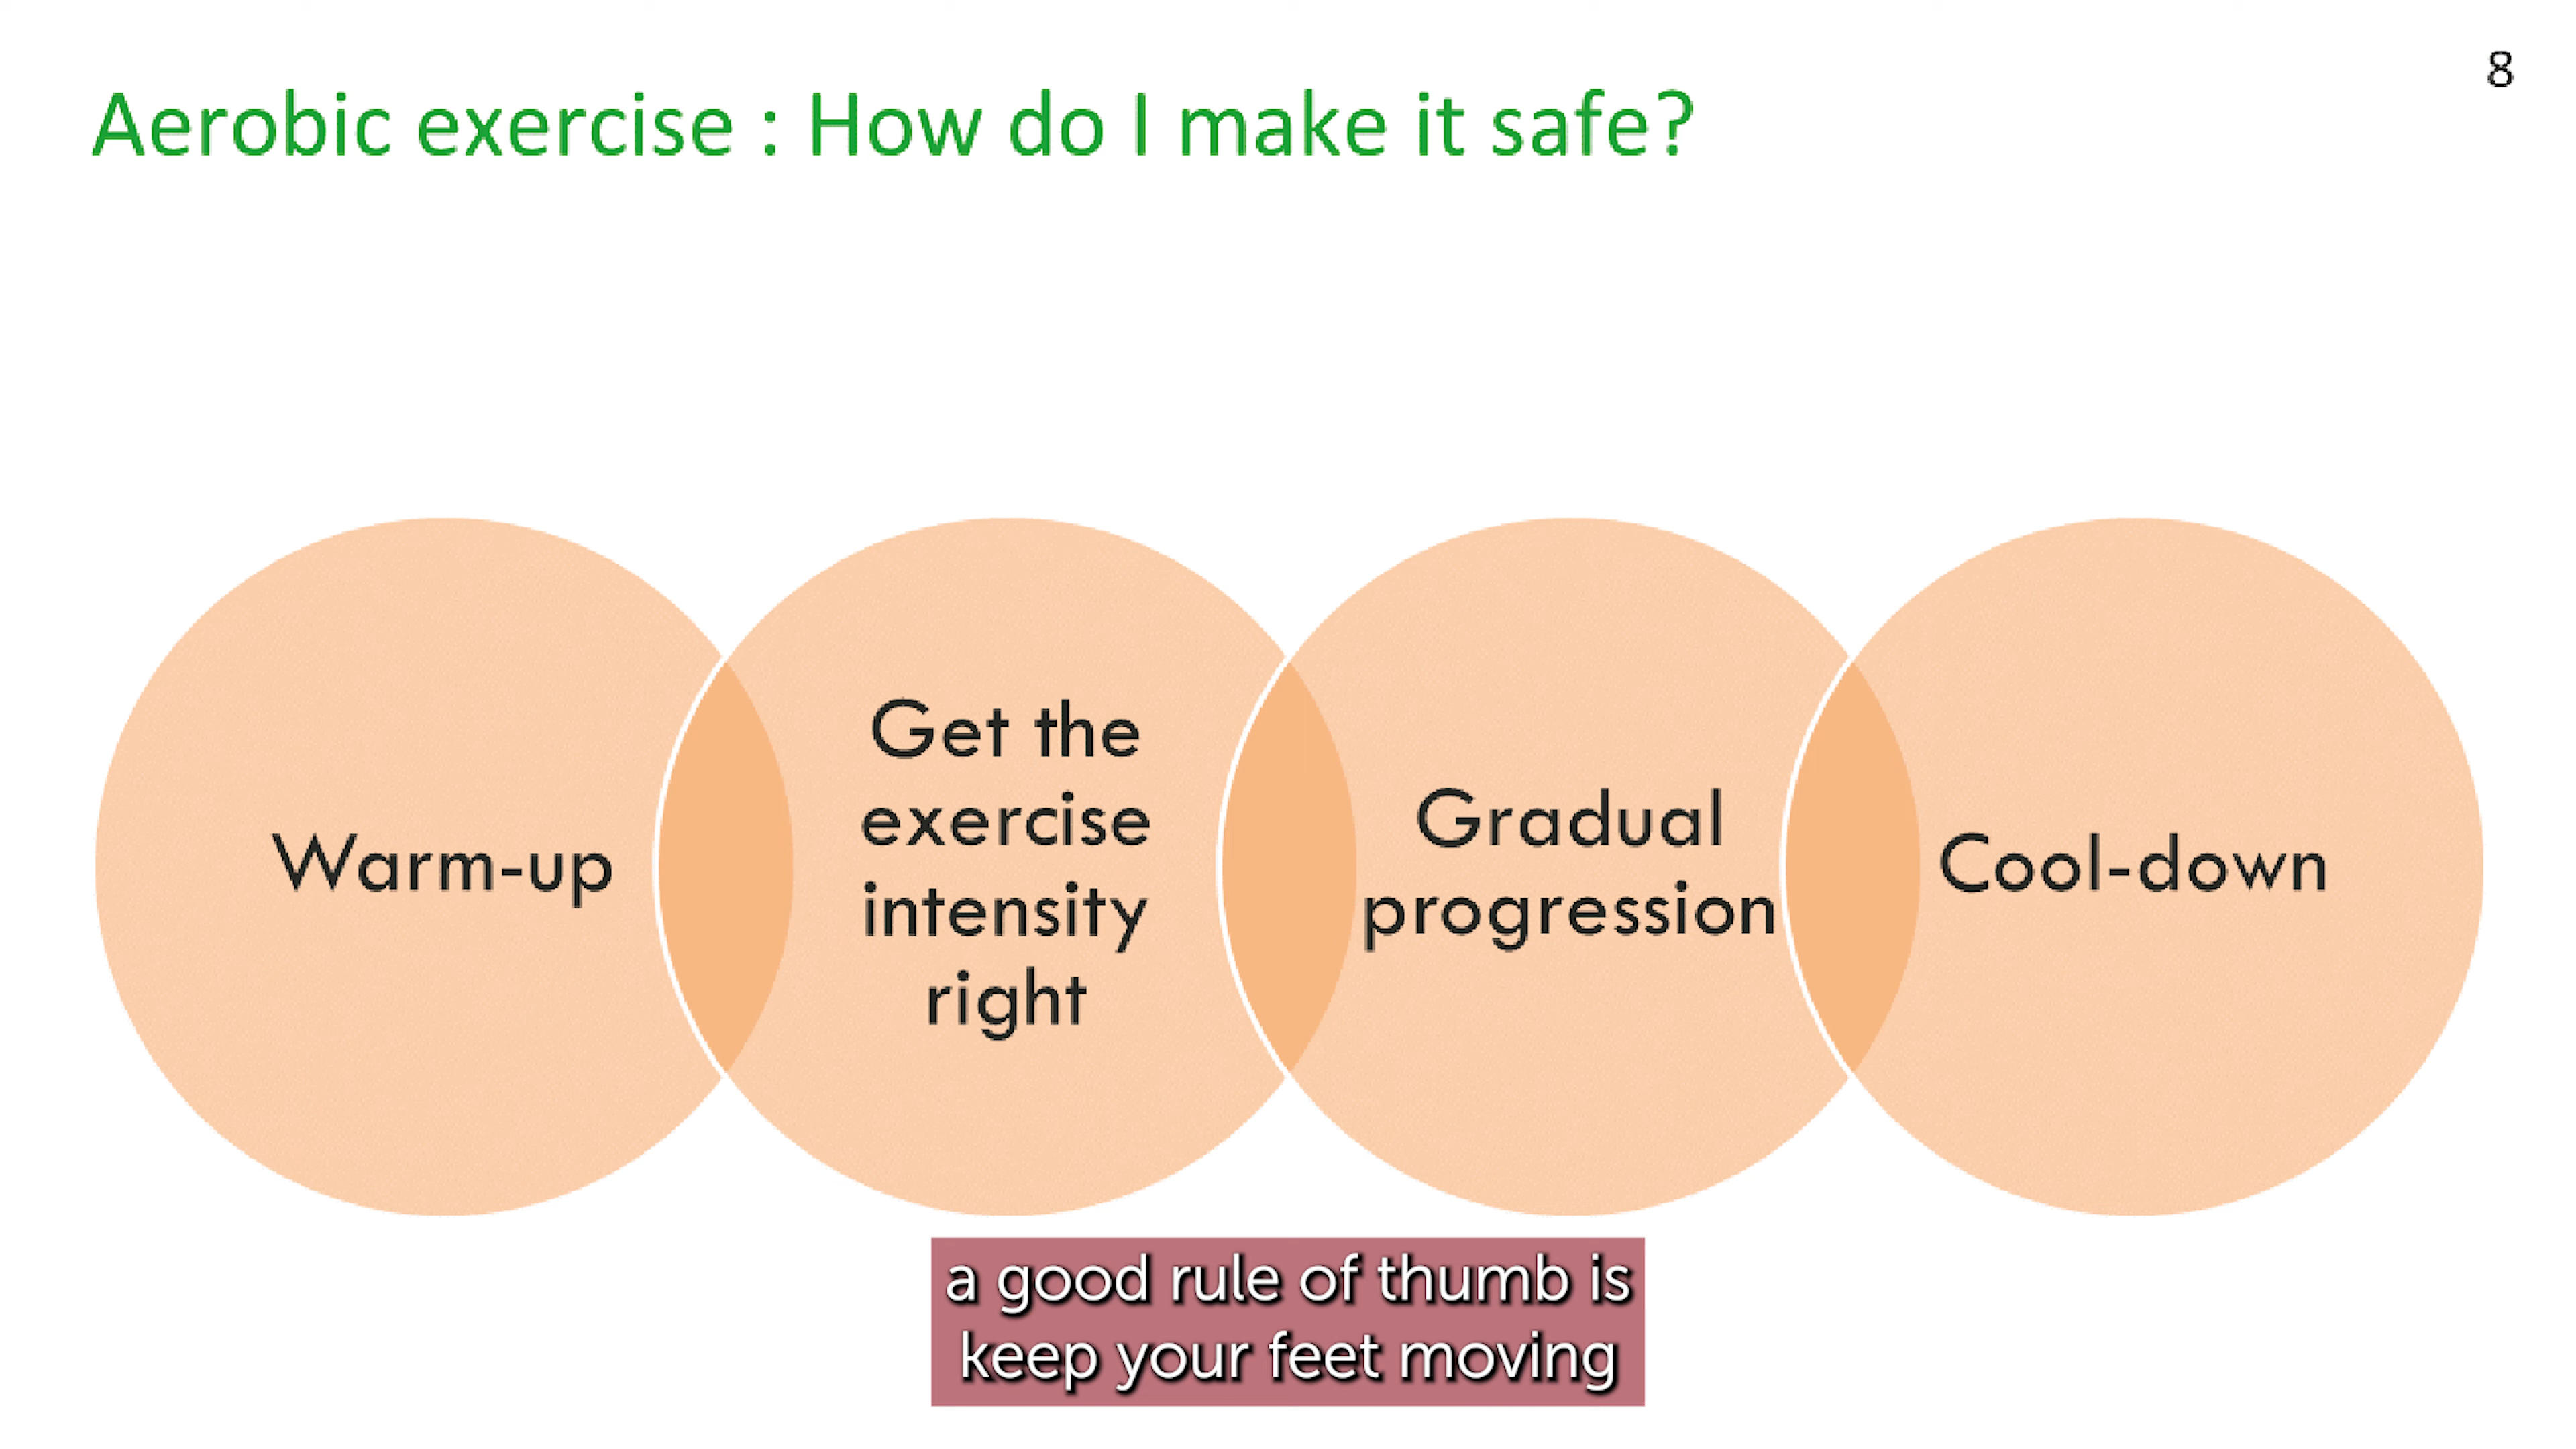 8
Aerobic exercise : How do I make it safe?
Warm-up
Get the
exercise
intensity
right
Gradual
progression
Cool-down
a good rule of thumb is
keep your feet moving